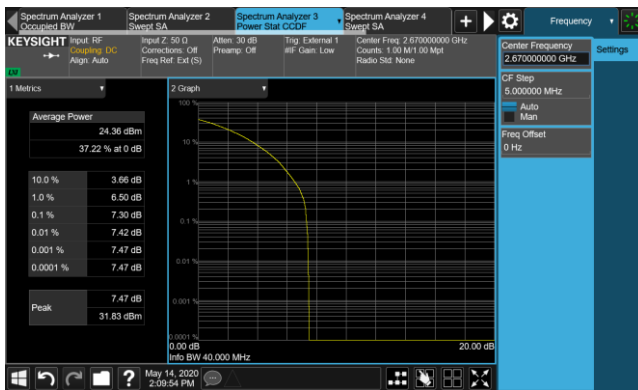 Spectrum Analyzer 1
Occupied BW
Spectrum Analyzer 2
Swept SA
Spectrum Analyzer 3
Power Stat CCDF
Spectrum Analyzer 4
Swept SA
Frequency
KEYSIGHT
Input: RF
Coupling: DC
Align: Auto
Input Z: 50 Ω
Corrections: Off
Freq Ref: Ext (S)
Atten: 30 dB
Preamp: Off
Trig: External 1
#IF Gain: Low
Center Freq: 2.670000000 GHz
Counts: 1.00 M/1.00 Mpt
Radio Std: None
Center Frequency
2.670000000 GHz
Settings
CF Step
5.000000 MHz
Auto
Man
Freq Offset
0 Hz
1 Metrics
Average Power
24.36 dBm
37.22 % at 0 dB
10.0 % 3.66 dB
1.0 % 6.50 dB
0.1 % 7.30 dB
0.01 % 7.42 dB
0.001 % 7.47 dB
0.0001 % 7.47 dB
Peak
7.47 dB
31.83 dBm
2 Graph
100 %
10 %
1 %
0.1 %
0.01 %
0.001 %
0.0001 %
0.00 dB 20.00 dB
Info BW 40.000 MHz
May 14, 2020
2:09:54 PM